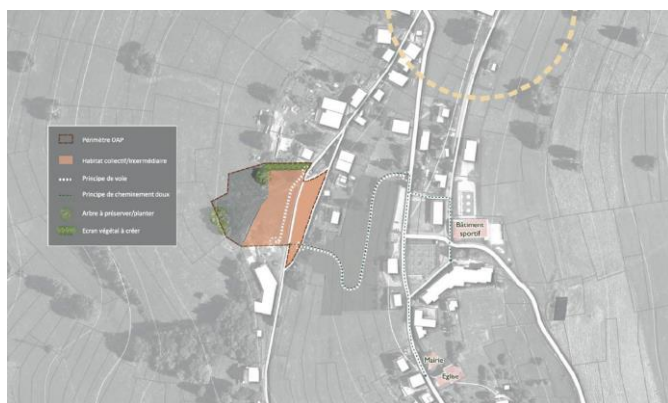 Périmètre OAP
Habitat collectif/intermédiaire
Principe de voie
Principe de cheminement doux
Arbre à préserver/planter
Ecran végétal à créer
Bâtiment
sportif
Mairie
Eglise